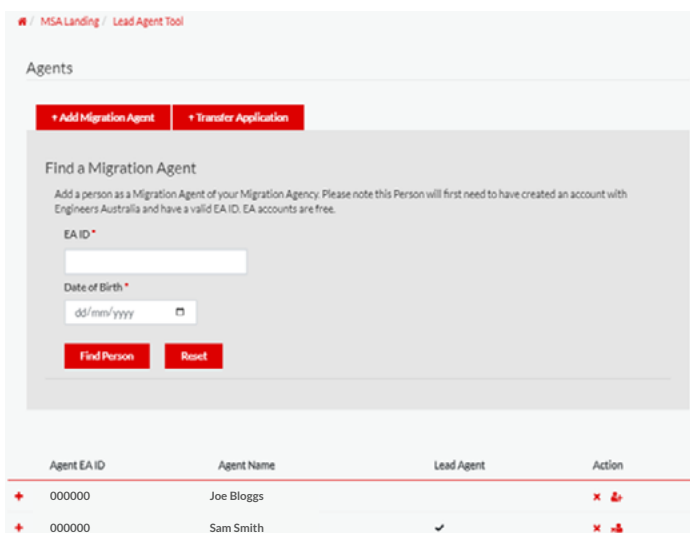 / MSA Landing / Lead Agent Tool
Agents
+ Add Migration Agent + Transfer Application
Find a Migration Agent
Add a person as a Migration Agent of your Migration Agency. Please note this Person will first need to have created an account with
Engineers Australia and have a valid EA ID. EA accounts are free.
EA ID *
Date of Birth *
dd/mm/yyyy
Find Person Reset
Agent EA ID Agent Name Lead Agent Action
000000 Joe Bloggs
000000 Sam Smith